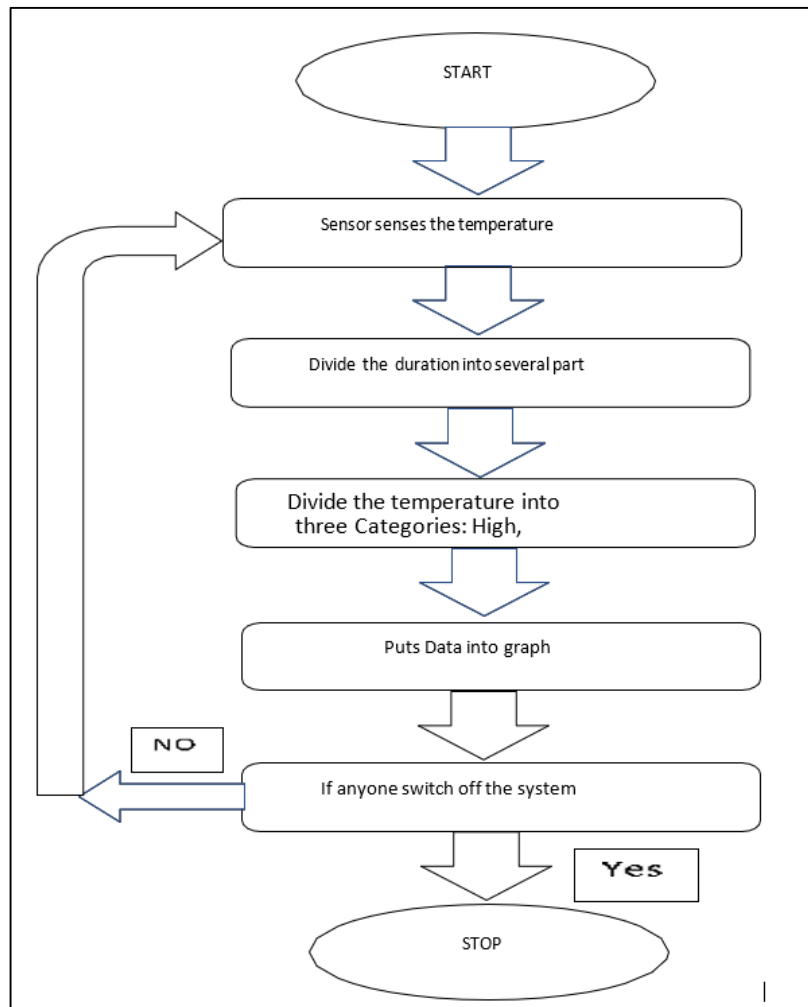 START
Sensor senses the temperature
Divide the duration into several part
Divide the temperature into
three Categories: High,
Puts Data into graph
NO
If anyone switch off the system
Yes
STOP